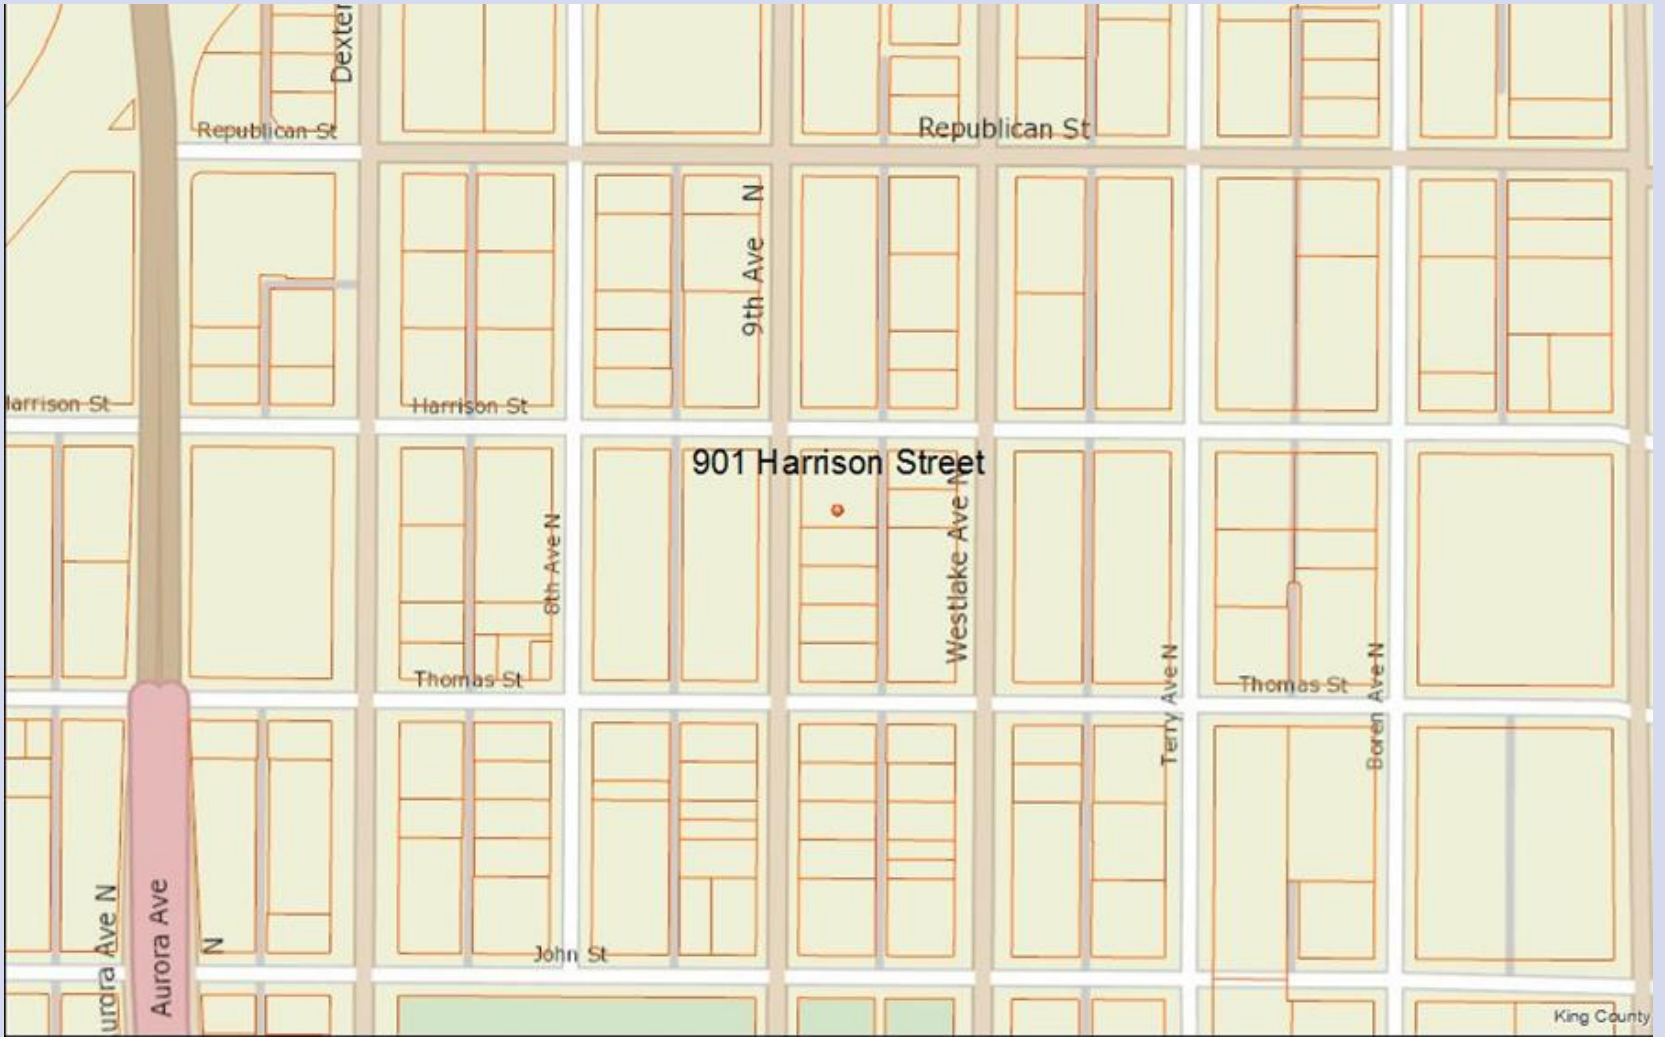 Dexter
Republican St
Republican St
9th Ave N
Harrison St
Harrison St
901 Harrison Street
8th Ave N
Westlake Ave N
Thomas St
Terry Ave N
Thomas St
Boren Ave N
Aurora Ave N
Aurora Ave N
John St
King County